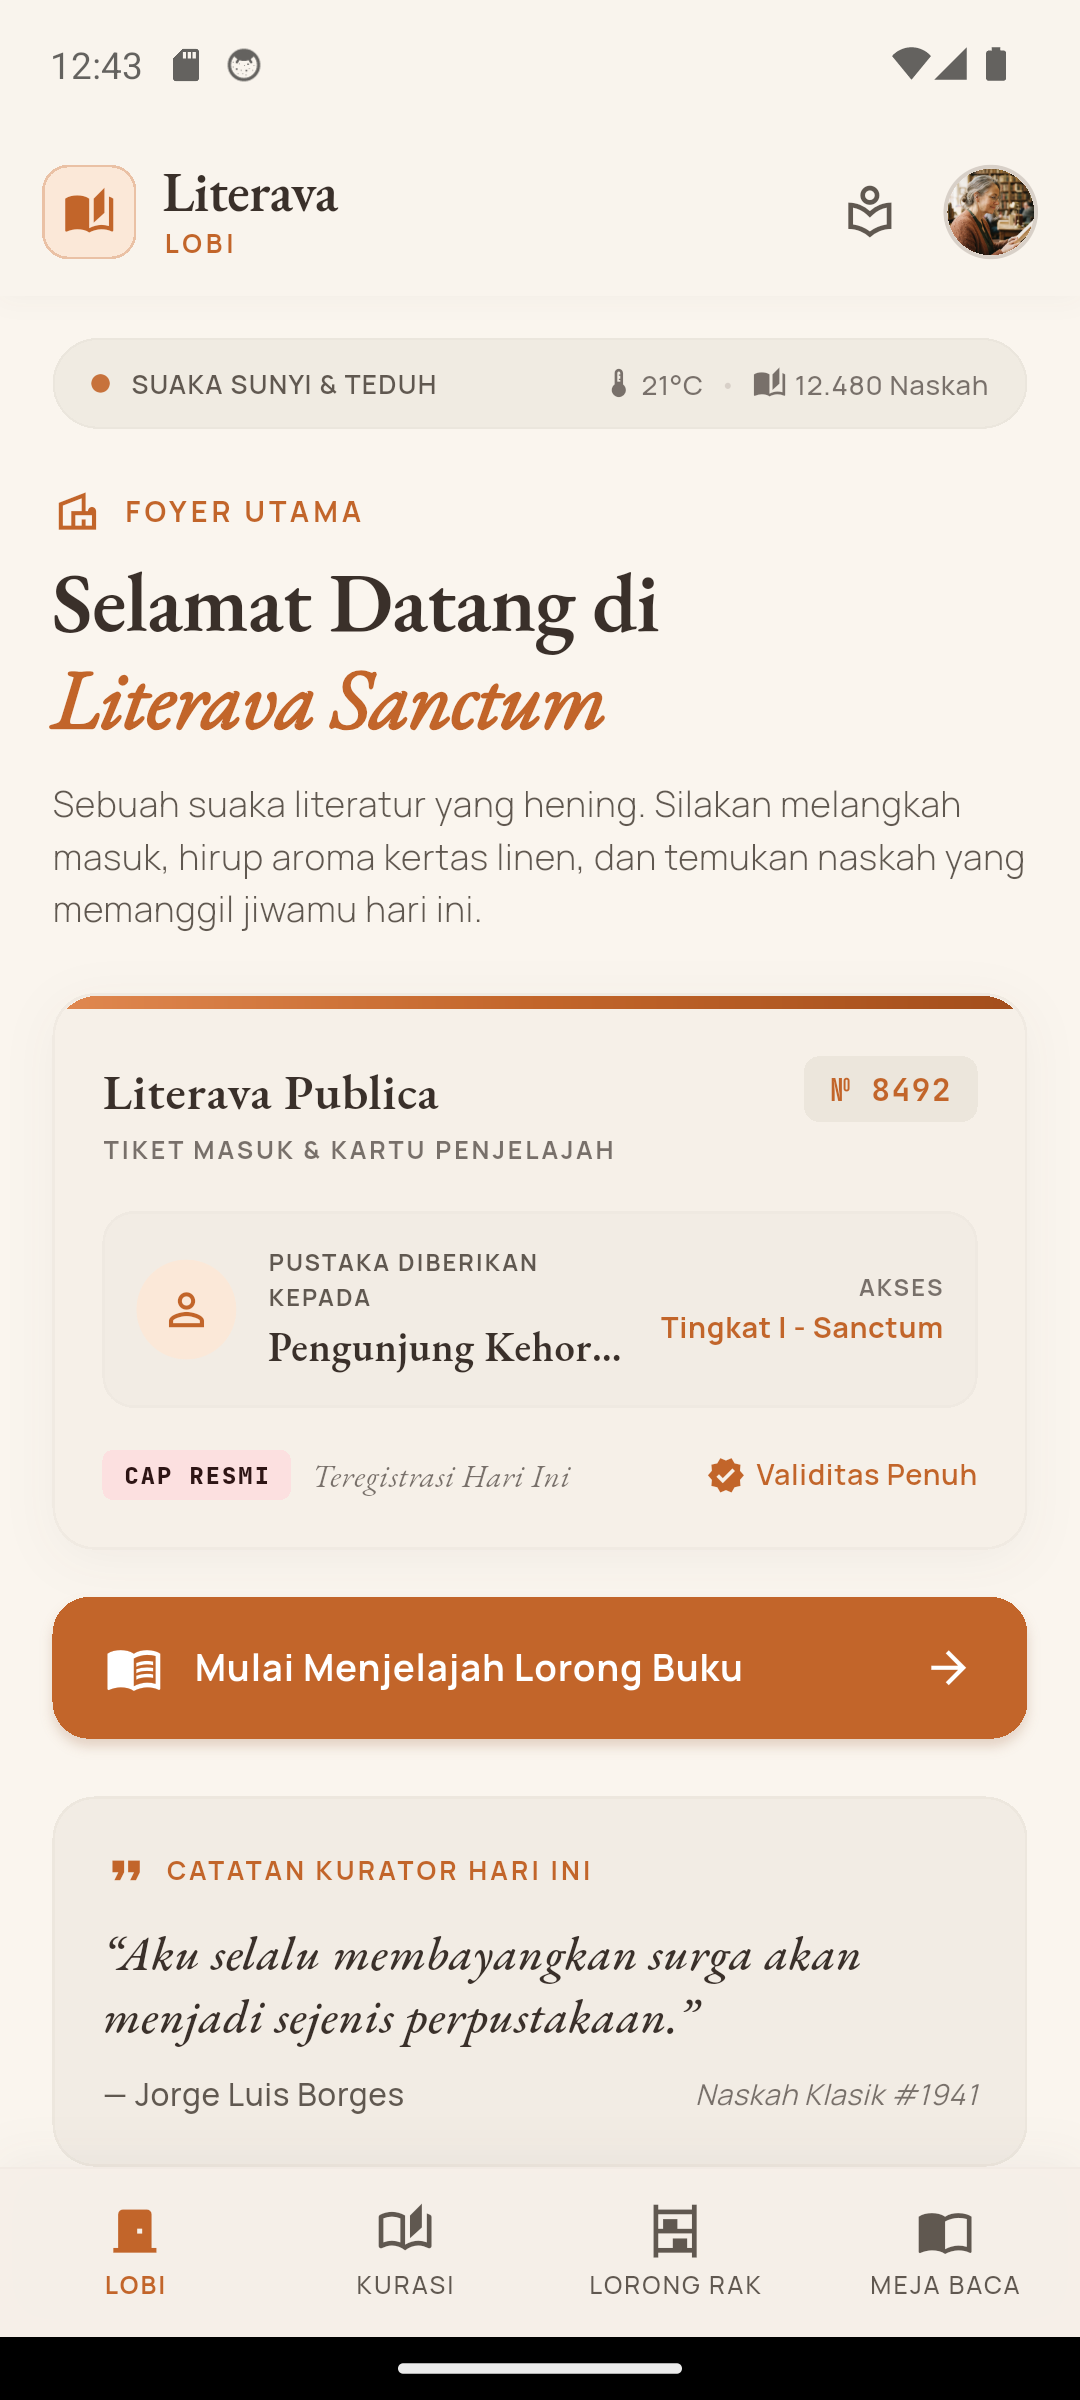 12:43
Literava
LOBI
SUAKA SUNYI & TEDUH
21°C • 12.480 Naskah
FOYER UTAMA
Selamat Datang di
Literava Sanctum
Sebuah suaka literatur yang hening. Silakan melangkah
masuk, hirup aroma kertas linen, dan temukan naskah yang
memanggil jiwamu hari ini.
Literava Publica
№ 8492
TIKET MASUK & KARTU PENJELAJAH
PUSTAKA DIBERIKAN
KEPADA
Pengunjung Kehor...
AKSES
Tingkat I - Sanctum
CAP RESMI
Teregistrasi Hari Ini
Validitas Penuh
Mulai Menjelajah Lorong Buku
CATATAN KURATOR HARI INI
“Aku selalu membayangkan surga akan
menjadi sejenis perpustakaan.”
— Jorge Luis Borges
Naskah Klasik #1941
LOBI
KURASI
LORONG RAK
MEJA BACA